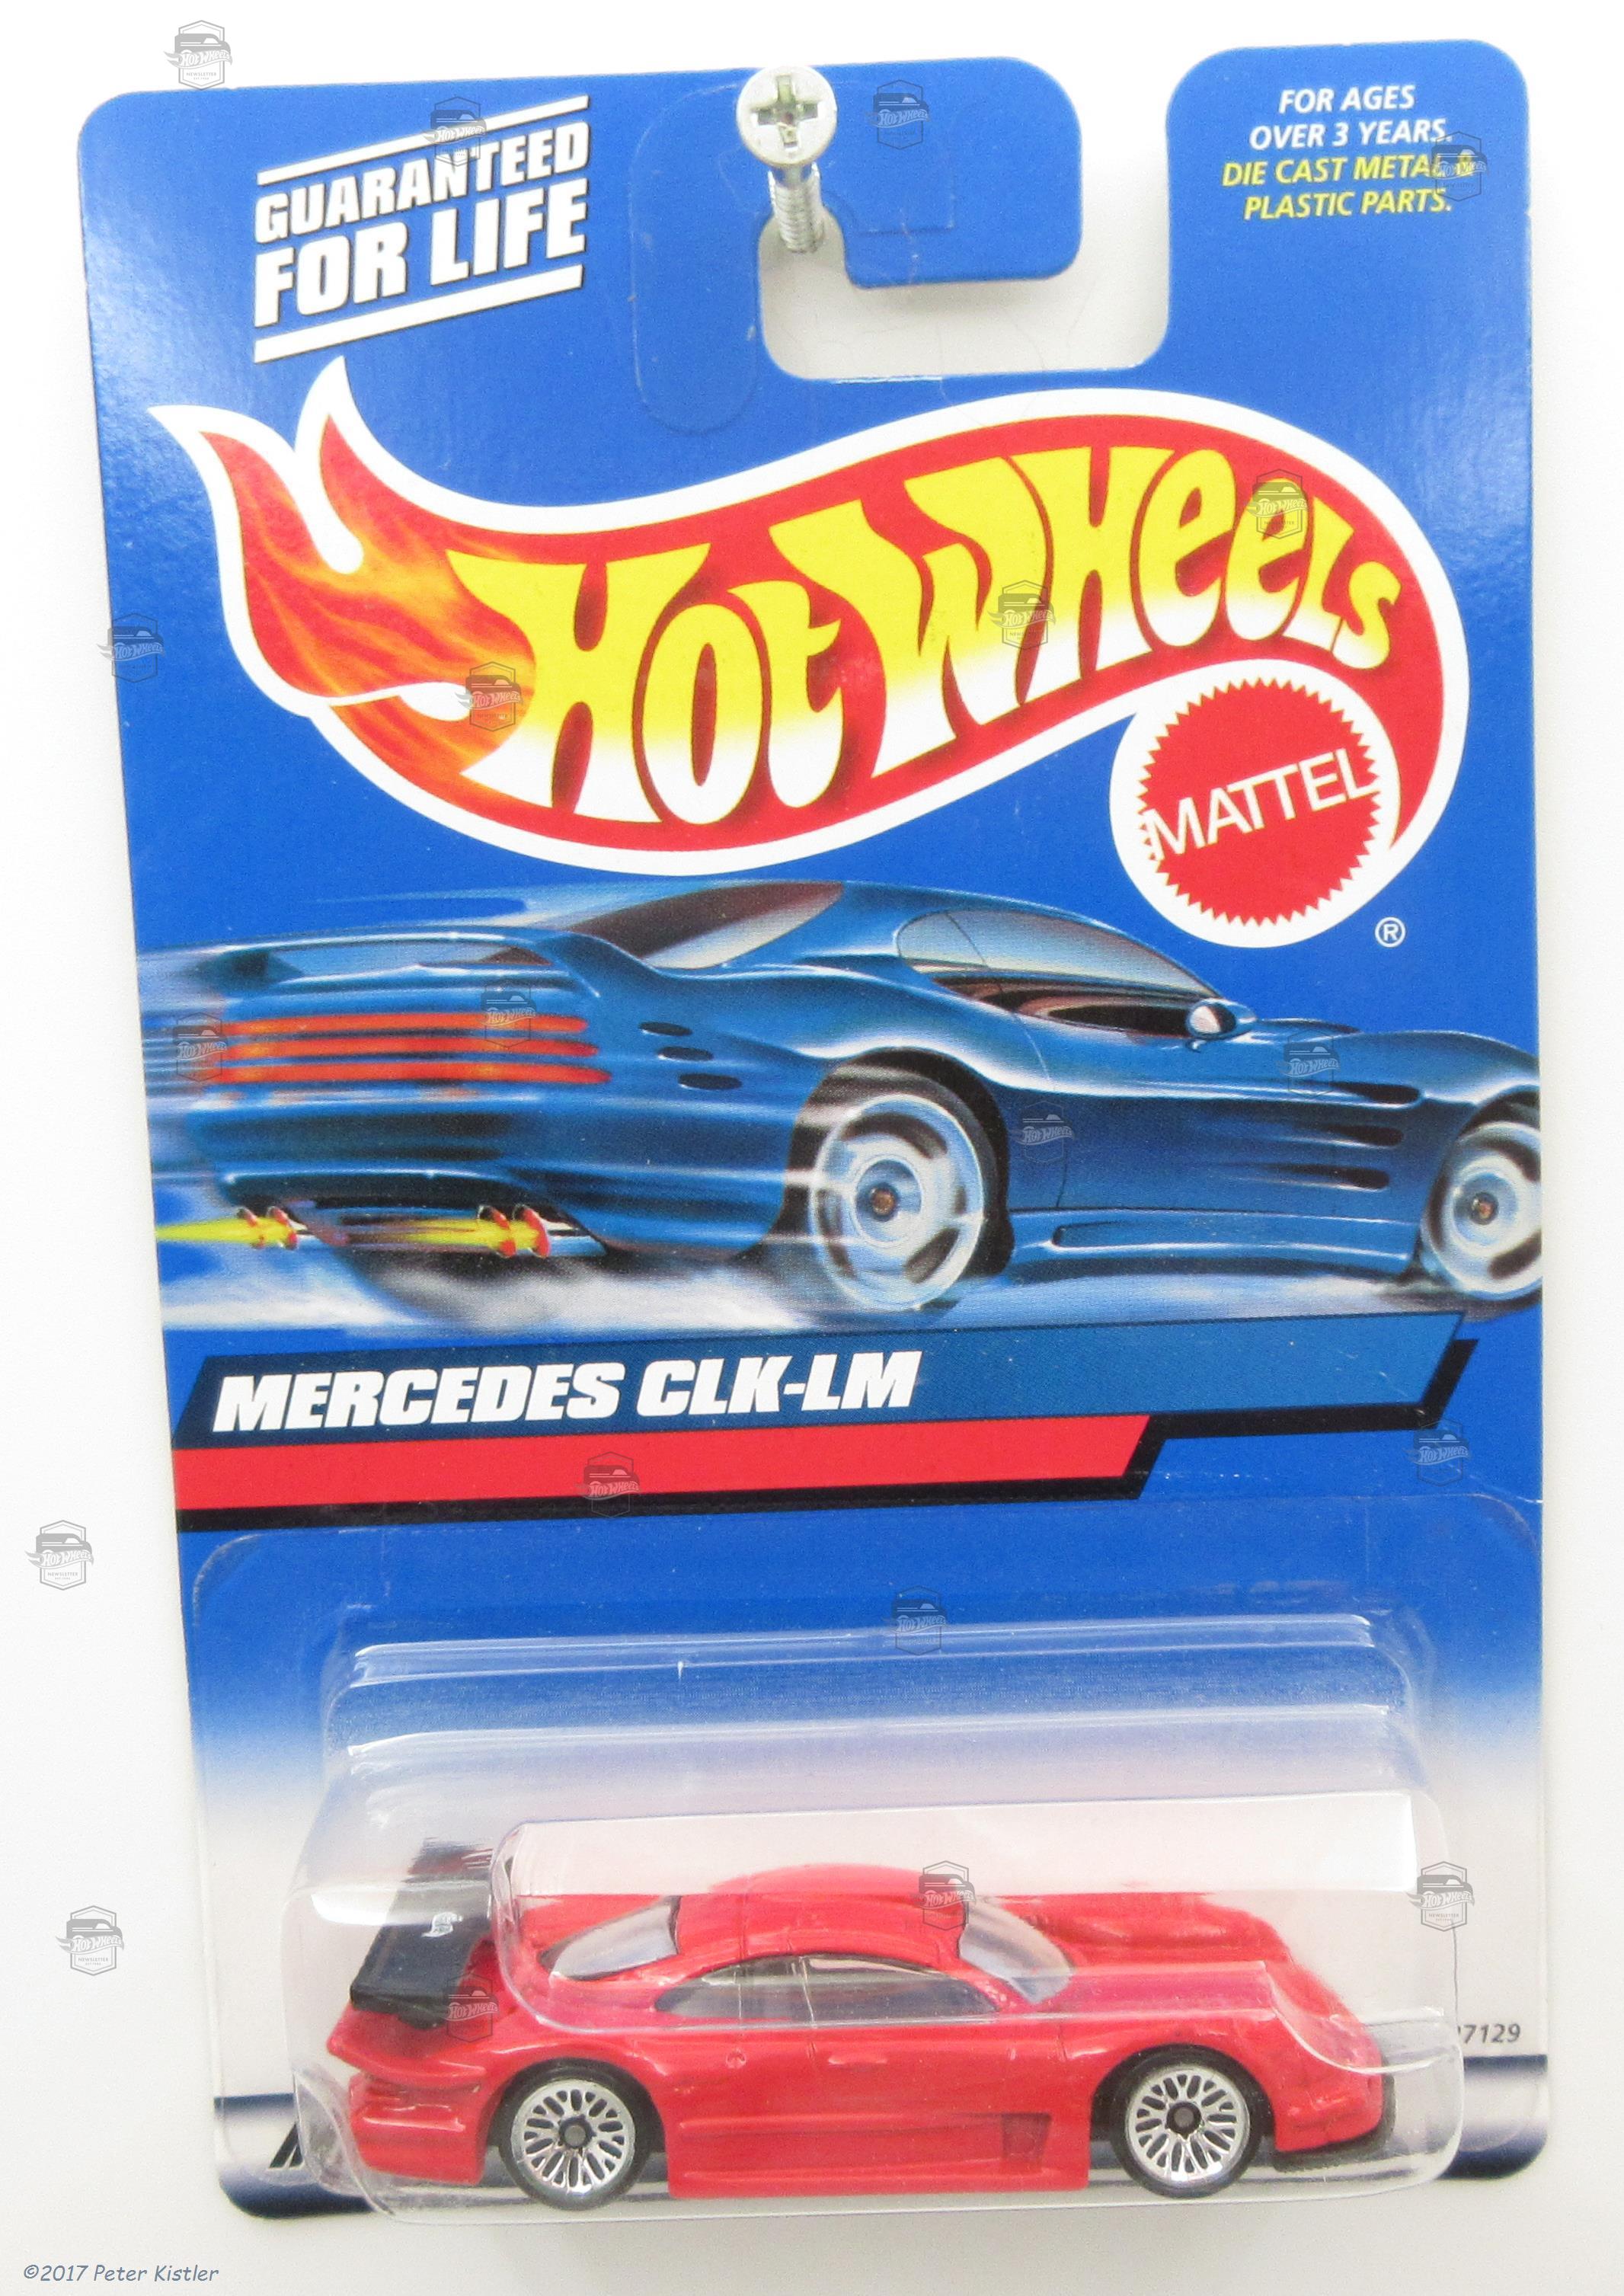 GUARANTEED
FOR LIFE
FOR AGES
OVER 3 YEARS.
DIE CAST METAL &
PLASTIC PARTS.
HOT WHEELS
MATTEL
®
MERCEDES CLK-LM
7129
©2017 Peter Kistler